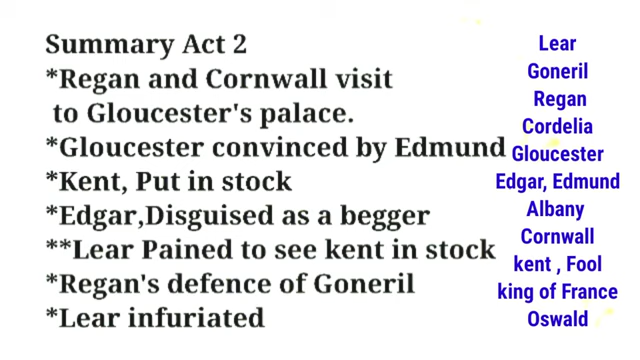 Summary Act 2
*Regan and Cornwall visit
to Gloucester's palace.
*Gloucester convinced by Edmund
*Kent, Put in stock
*Edgar,Disguised as a begger
**Lear Pained to see kent in stock
*Regan's defence of Goneril
*Lear infuriated
Lear
Goneril
Regan
Cordelia
Gloucester
Edgar, Edmund
Albany
Cornwall
kent , Fool
king of France
Oswald